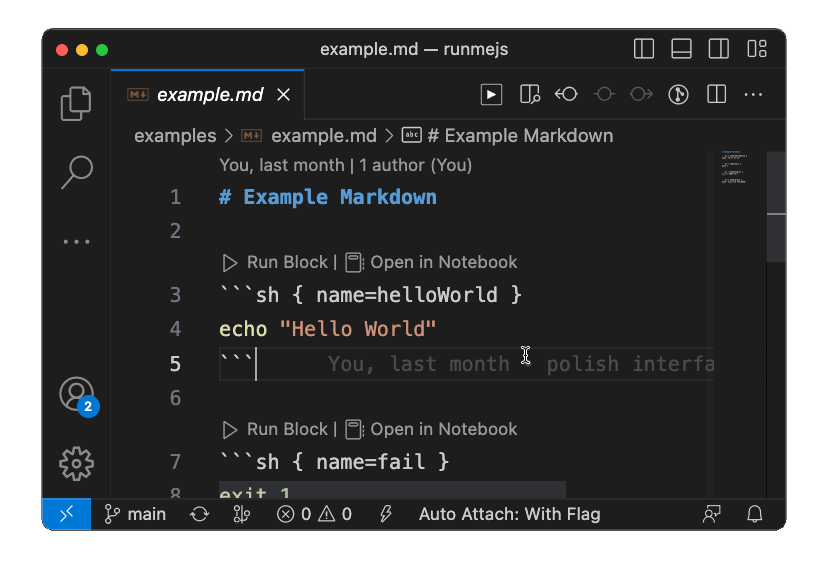 example.md — runmejs
example.md
examples > example.md > abc # Example Markdown
You, last month | 1 author (You)
1 # Example Markdown
2
Run Block | Open in Notebook
3 ```sh { name=helloWorld }
4 echo "Hello World"
5 ``` You, last month polish interfa
6
Run Block | Open in Notebook
7 ```sh { name=fail }
8 exit 1
2
main 0 0 Auto Attach: With Flag